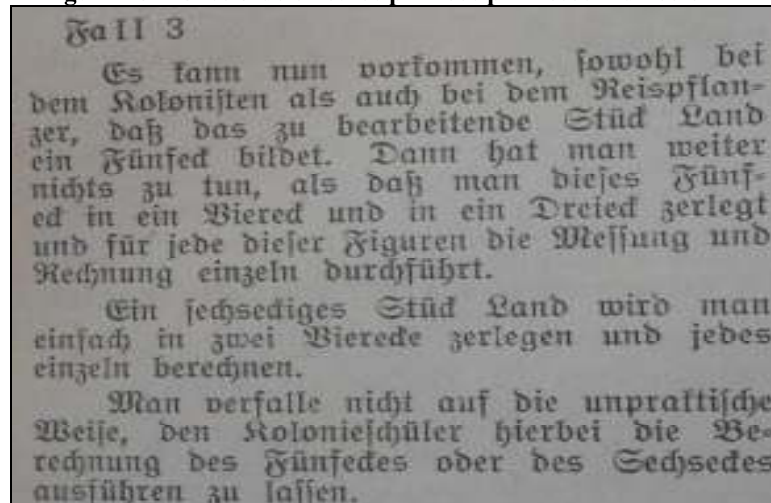 Fall 3
Es kann nun vorkommen, sowohl bei
dem Kolonisten als auch bei dem Reispflan-
zer, daß das zu bearbeitende Stück Land
ein Fünfeck bildet. Dann hat man weiter
nichts zu tun, als daß man dieses Fünf-
eck in ein Viereck und in ein Dreieck zerlegt
und für jede dieser Figuren die Messung und
Rechnung einzeln durchführt.
Ein sechseckiges Stück Land wird man
einfach in zwei Vierecke zerlegen und jedes
einzeln berechnen.
Man verfalle nicht auf die unpraktische
Weise, den Kolonieschüler hierbei die Be-
rechnung des Fünfeckes oder des Sechseckes
ausführen zu lassen.